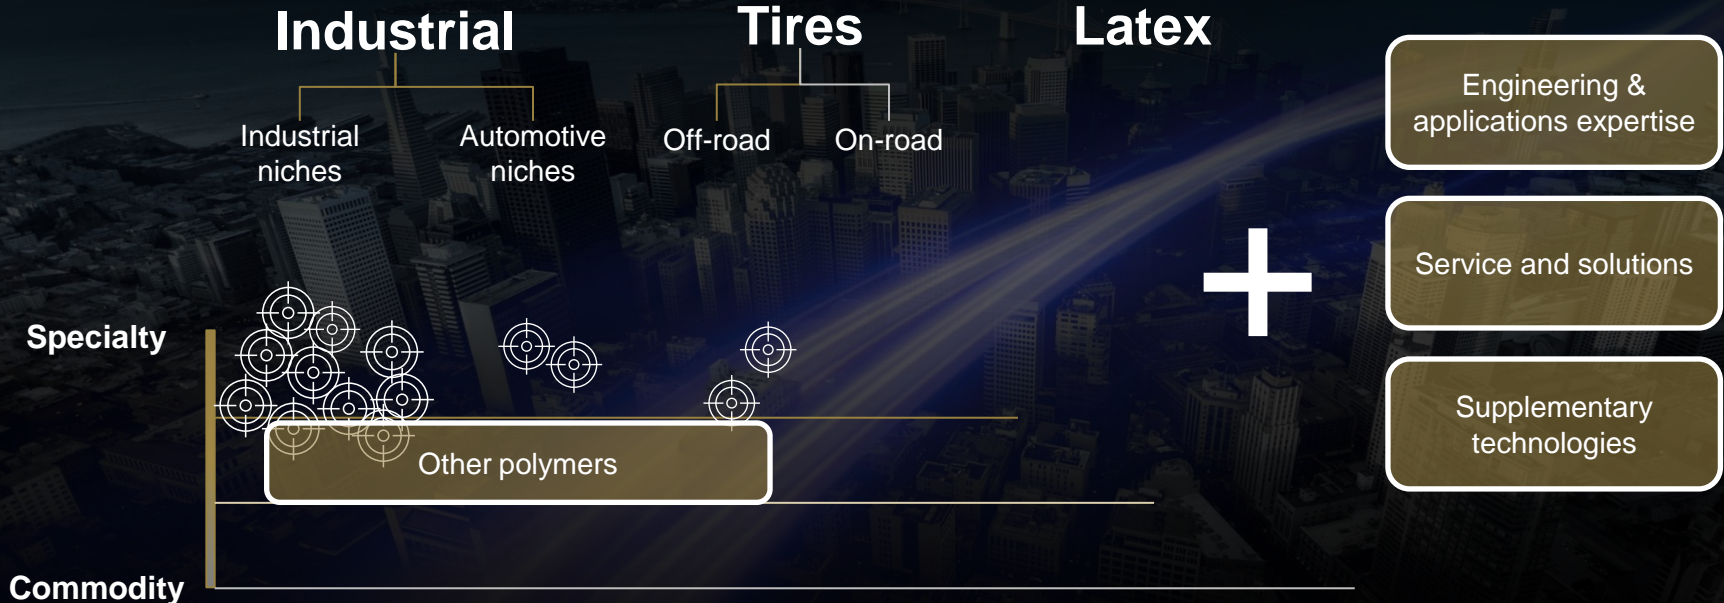 Industrial
Tires
Latex
Industrial
niches
Automotive
niches
Off-road
On-road
Engineering &
applications expertise
Service and solutions
Supplementary
technologies
Specialty
Other polymers
Commodity